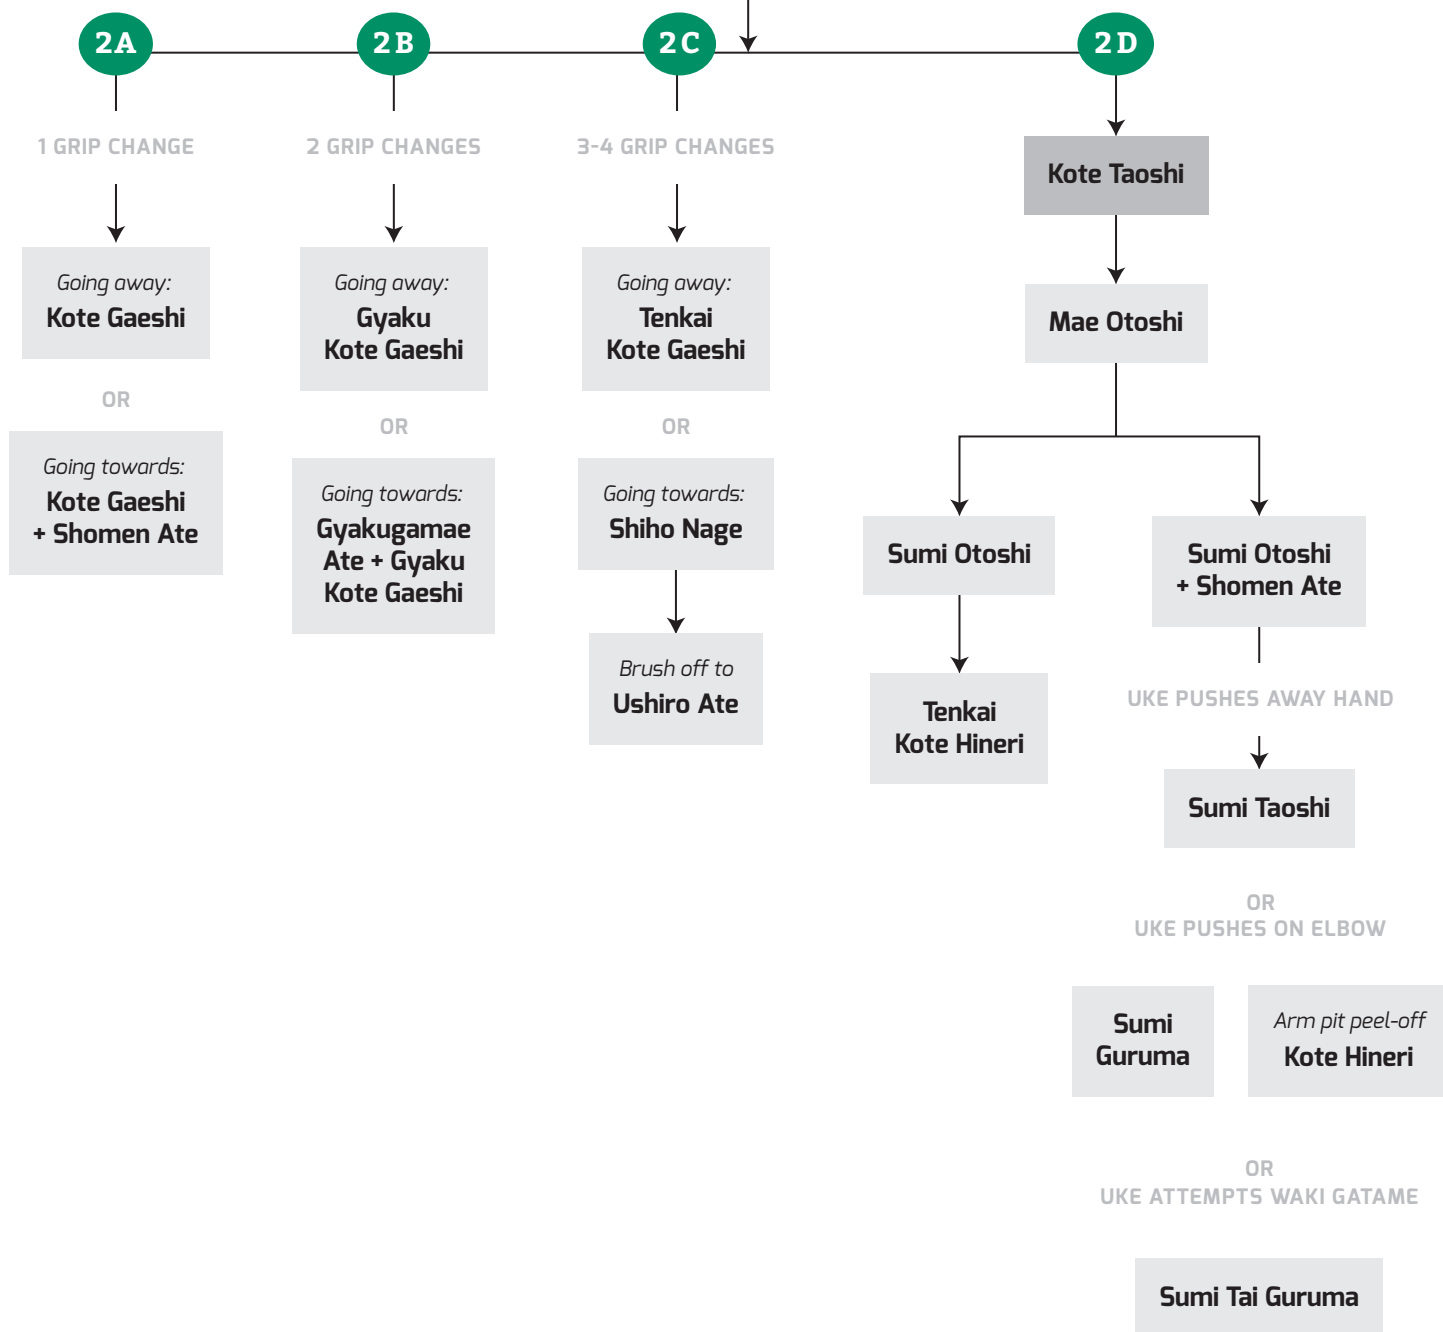 2A
1 GRIP CHANGE
Going away:
Kote Gaeshi
OR
Going towards:
Kote Gaeshi
+ Shomen Ate
2B
2 GRIP CHANGES
Going away:
Gyaku
Kote Gaeshi
OR
Going towards:
Gyakugamae
Ate + Gyaku
Kote Gaeshi
2C
3-4 GRIP CHANGES
Going away:
Tenkai
Kote Gaeshi
OR
Going towards:
Shiho Nage
Brush off to
Ushiro Ate
2D
Kote Taoshi
Mae Otoshi
Sumi Otoshi
Tenkai
Kote Hineri
Sumi Otoshi
+ Shomen Ate
UKE PUSHES AWAY HAND
Sumi Taoshi
OR
UKE PUSHES ON ELBOW
Sumi
Guruma
Arm pit peel-off
Kote Hineri
OR
UKE ATTEMPTS WAKI GATAME
Sumi Tai Guruma